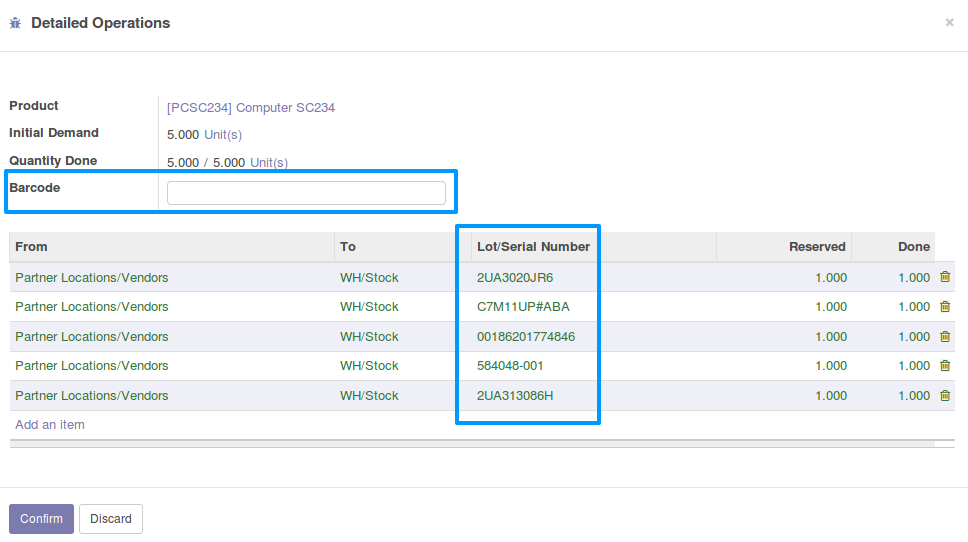 Detailed Operations ×
Product [PCSC234] Computer SC234
Initial Demand 5.000 Unit(s)
Quantity Done 5.000 / 5.000 Unit(s)
Barcode
From To Lot/Serial Number Reserved Done
Partner Locations/Vendors WH/Stock 2UA3020JR6 1.000 1.000
Partner Locations/Vendors WH/Stock C7M11UP#ABA 1.000 1.000
Partner Locations/Vendors WH/Stock 00186201774846 1.000 1.000
Partner Locations/Vendors WH/Stock 584048-001 1.000 1.000
Partner Locations/Vendors WH/Stock 2UA313086H 1.000 1.000
Add an item
Confirm Discard